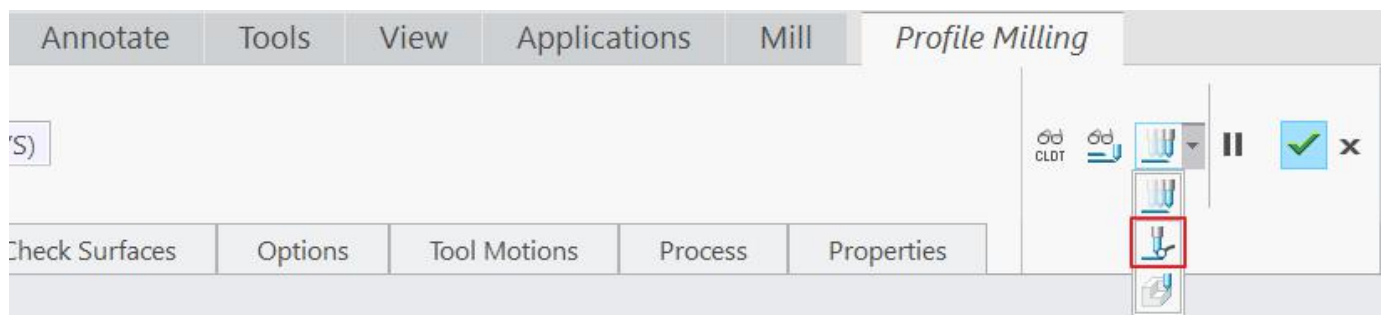 Annotate Tools View Applications Mill Profile Milling
'S)
CLDT
Check Surfaces Options Tool Motions Process Properties